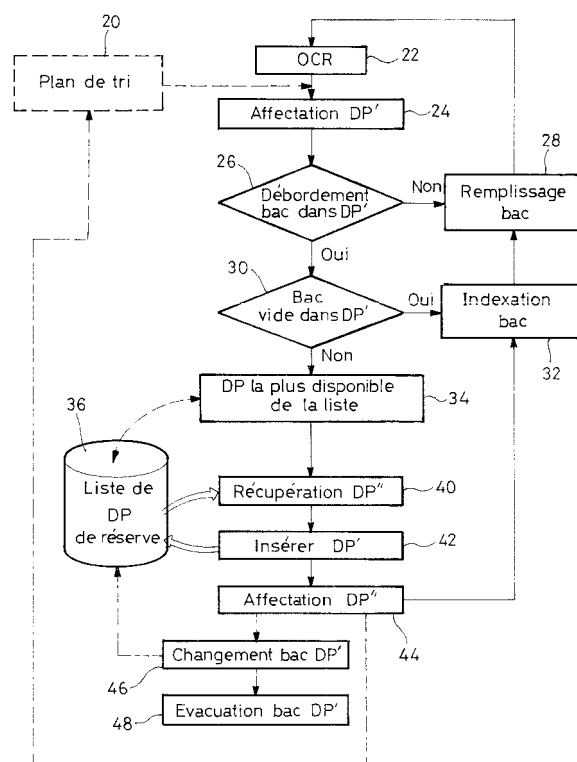 20
Plan de tri
OCR
22
Affectation DP'
24
26
Débordement
bac dans DP'
Non
28
Remplissage
bac
Oui
30
Bac
vide dans DP'
Oui
Indexation
bac
32
Non
DP la plus disponible
de la liste
34
36
Liste de
DP
de réserve
Récupération DP"
40
Insérer DP'
42
Affectation DP"
44
Changement bac DP'
46
Evacuation bac DP'
48